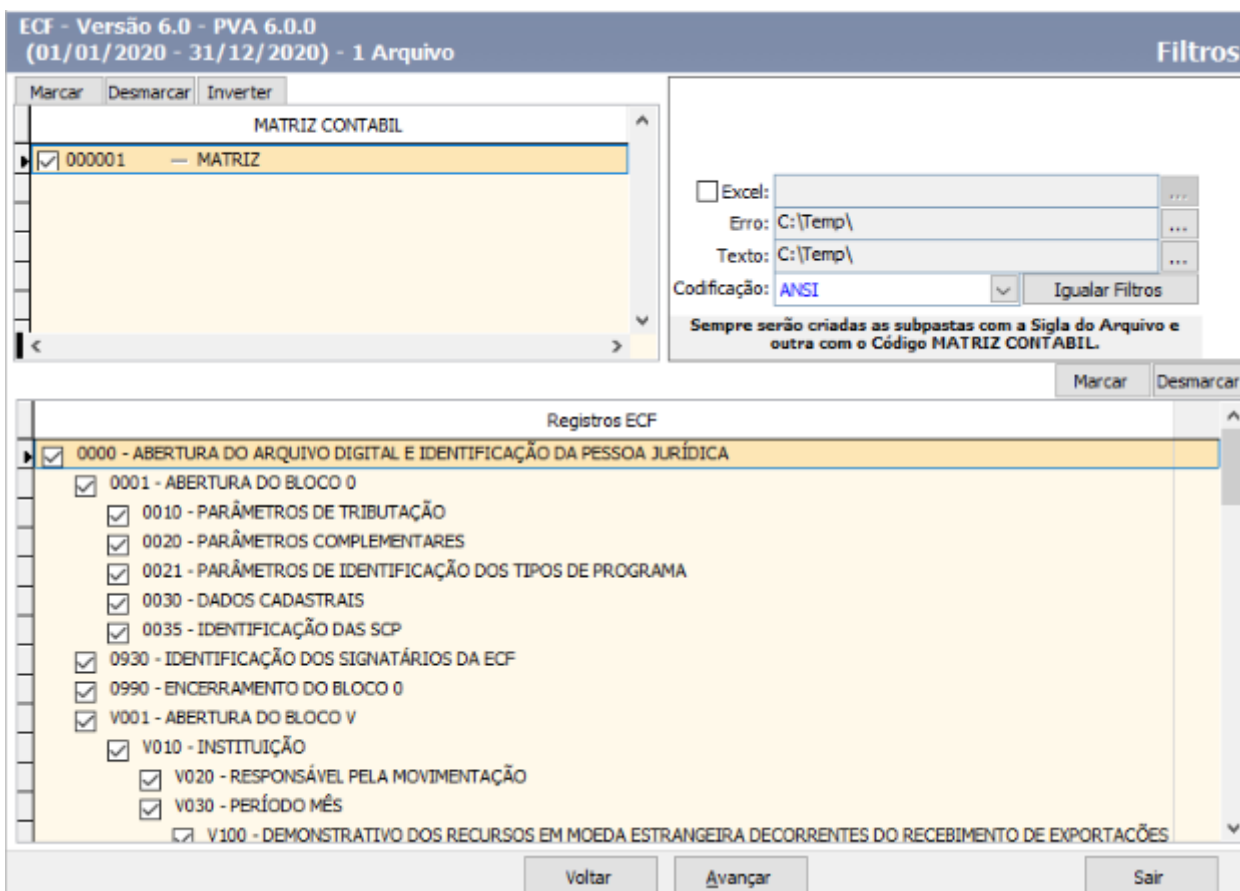 ECF - Versão 6.0 - PVA 6.0.0
(01/01/2020 - 31/12/2020) - 1 Arquivo
Filtros
Marcar Desmarcar Inverter
MATRIZ CONTABIL
000001 — MATRIZ
Excel: ...
Erro: C:\Temp\ ...
Texto: C:\Temp\ ...
Codificação: ANSI Igualar Filtros
Sempre serão criadas as subpastas com a Sigla do Arquivo e
outra com o Código MATRIZ CONTABIL.
Marcar Desmarcar
Registros ECF
0000 - ABERTURA DO ARQUIVO DIGITAL E IDENTIFICAÇÃO DA PESSOA JURÍDICA
0001 - ABERTURA DO BLOCO 0
0010 - PARÂMETROS DE TRIBUTAÇÃO
0020 - PARÂMETROS COMPLEMENTARES
0021 - PARÂMETROS DE IDENTIFICAÇÃO DOS TIPOS DE PROGRAMA
0030 - DADOS CADASTRAIS
0035 - IDENTIFICAÇÃO DAS SCP
0930 - IDENTIFICAÇÃO DOS SIGNATÁRIOS DA ECF
0990 - ENCERRAMENTO DO BLOCO 0
V001 - ABERTURA DO BLOCO V
V010 - INSTITUIÇÃO
V020 - RESPONSÁVEL PELA MOVIMENTAÇÃO
V030 - PERÍODO MÊS
V100 - DEMONSTRATIVO DOS RECURSOS EM MOEDA ESTRANGEIRA DECORRENTES DO RECEBIMENTO DE EXPORTAÇÕES
Voltar Avançar Sair